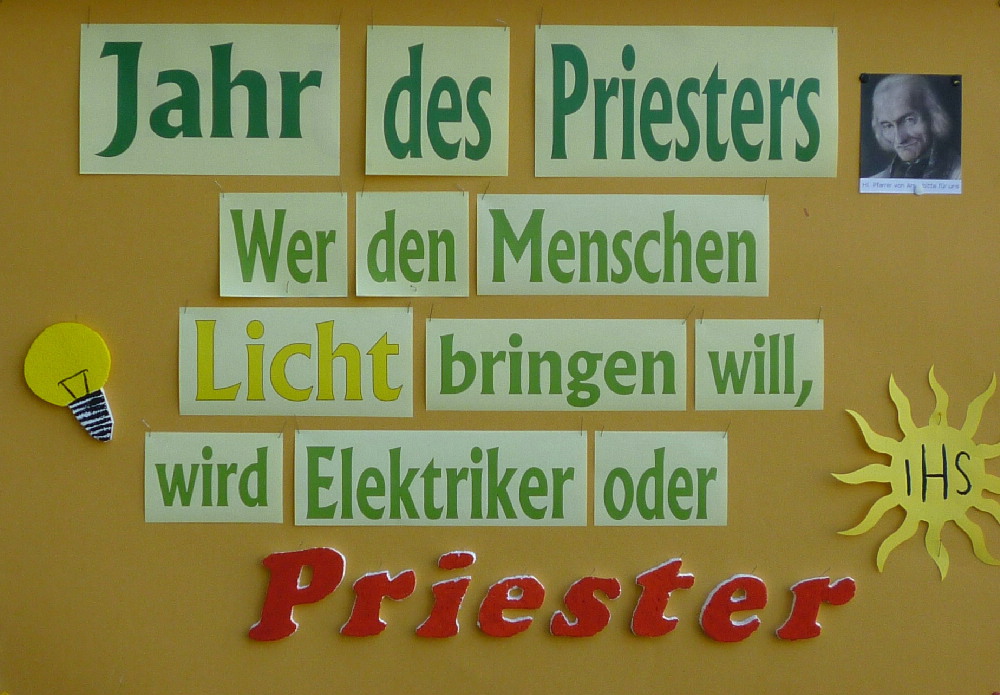 Jahr des Priesters
Wer den Menschen
Licht bringen will,
wird Elektriker oder
Priester
IHS